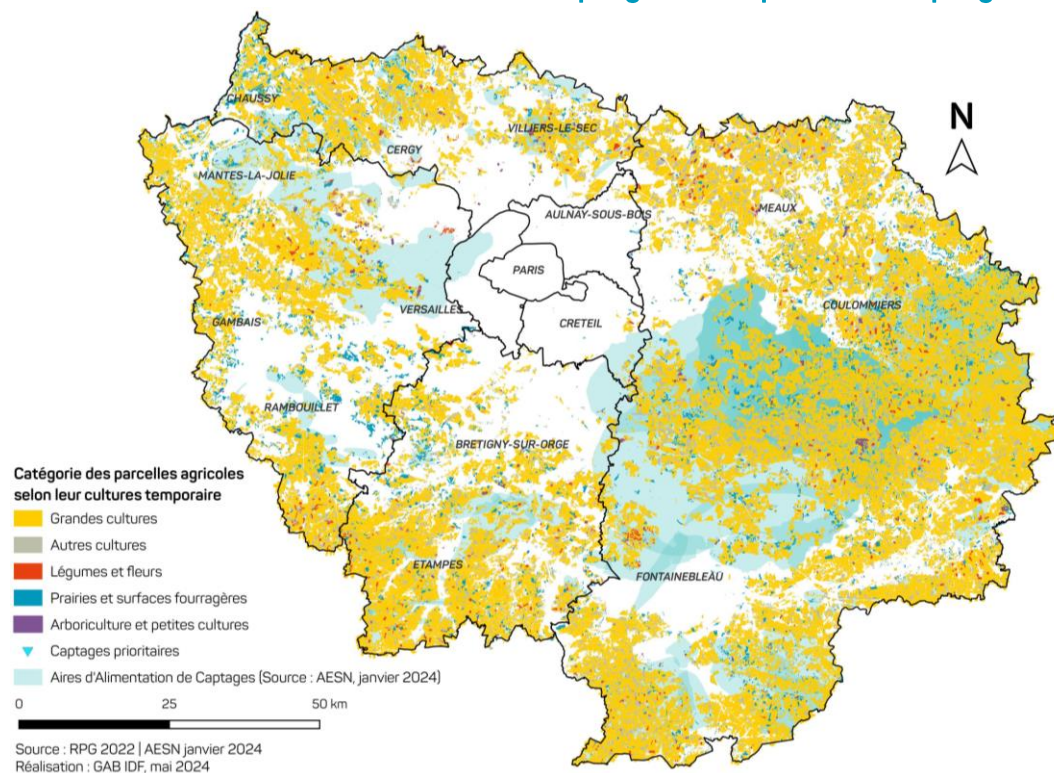 CHAUSSY
VILLIERS-LE-SEC
CERGY
N
MANTES-LA-JOLIE
MEAUX
AULNAY-SOUS-BOIS
PARIS
COULOMMIERS
VERSAILLES
GAMBAIS
CRETEIL
RAMBOUILLET
BRETIGNY-SUR-ORGE
ETAMPES
FONTAINEBLEAU
Catégorie des parcelles agricoles
selon leur cultures temporaire
Grandes cultures
Autres cultures
Légumes et fleurs
Prairies et surfaces fourragères
Arboriculture et petites cultures
Captages prioritaires
Aires d'Alimentation de Captages (Source : AESN, janvier 2024)
0 25 50 km
Source : RPG 2022 | AESN janvier 2024
Réalisation : GAB IDF, mai 2024